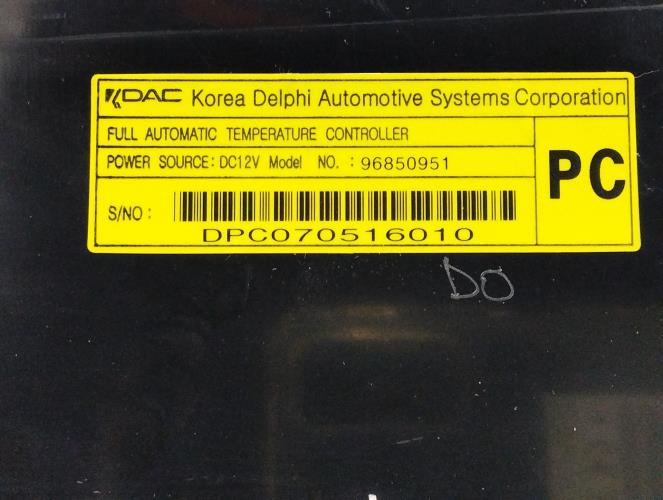 KDAC Korea Delphi Automotive Systems Corporation
FULL AUTOMATIC TEMPERATURE CONTROLLER
POWER SOURCE: DC12V Model NO. : 96850951
PC
S/NO :
DPC070516010
DO